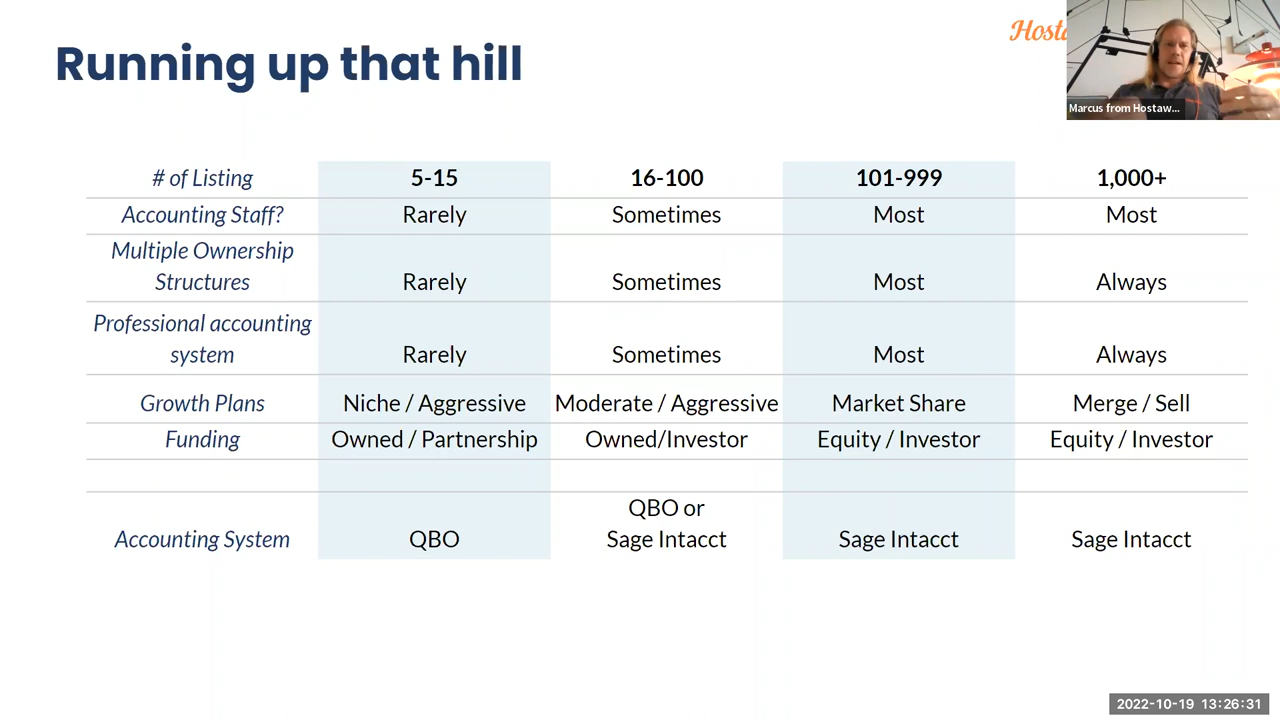 Running up that hill
Hosta
Marcus from Hostaw...
# of Listing 5-15 16-100 101-999 1,000+
Accounting Staff? Rarely Sometimes Most Most
Multiple Ownership
Structures Rarely Sometimes Most Always
Professional accounting
system Rarely Sometimes Most Always
Growth Plans Niche / Aggressive Moderate / Aggressive Market Share Merge / Sell
Funding Owned / Partnership Owned/Investor Equity / Investor Equity / Investor
QBO or
Accounting System QBO Sage Intacct Sage Intacct Sage Intacct
2022-10-19 13:26:31